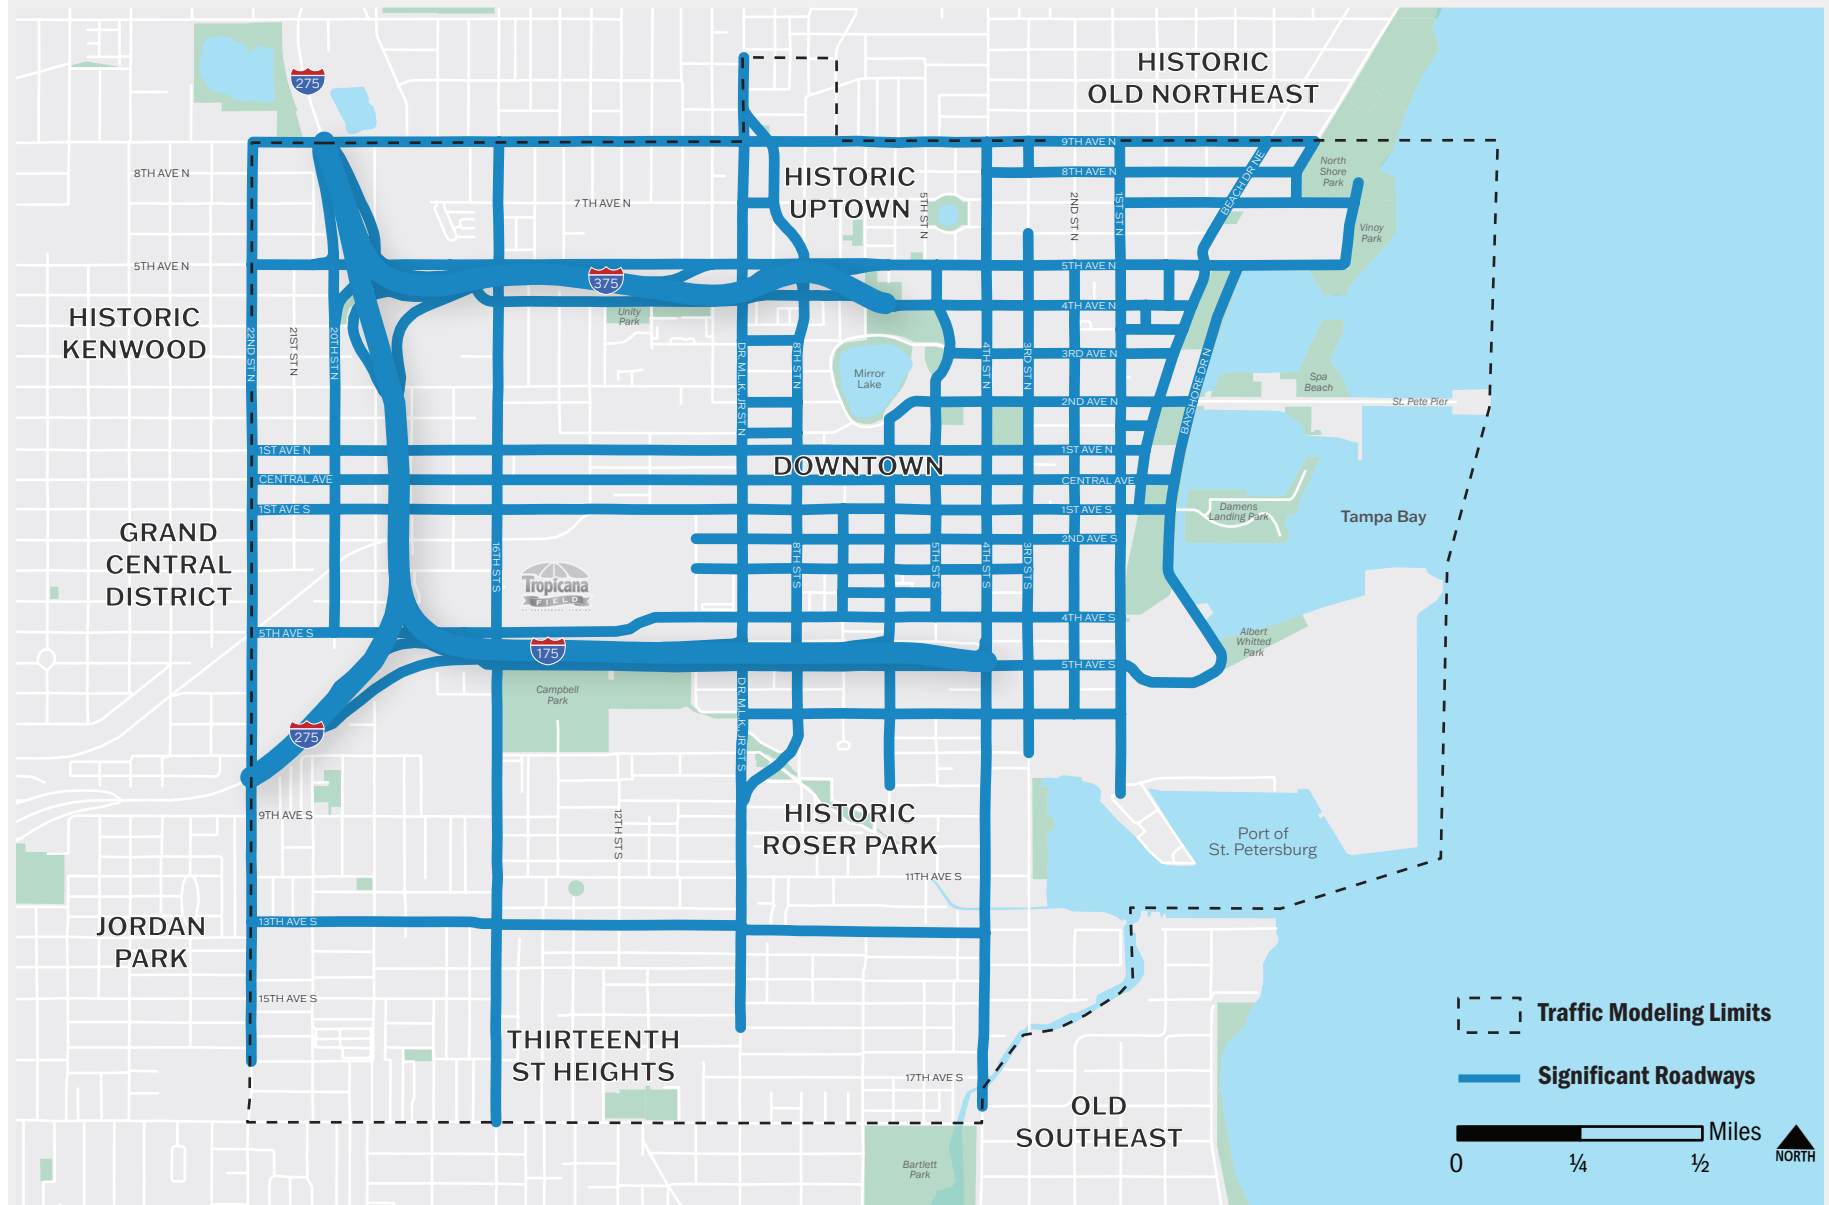 HISTORIC
OLD NORTHEAST
275
9TH AVE N
8TH AVE N
8TH AVE N
North
Shore
Park
BEACH DR NE
HISTORIC
UPTOWN
7 TH AVE N
5TH ST N
2ND ST N
1ST ST N
Vinoy
Park
5TH AVE N
5TH AVE N
375
4TH AVE N
Unity
Park
HISTORIC
KENWOOD
22ND ST N
21ST ST N
20TH ST N
DR. M.L.K. JR ST N
8TH ST N
4TH ST N
3RD ST N
3RD AVE N
Mirror
Lake
BAYSHORE DR N
Spa
Beach
2ND AVE N
St. Pete Pier
1ST AVE N
1ST AVE N
DOWNTOWN
CENTRAL AVE
CENTRAL AVE
1ST AVE S
1ST AVE S
Damens
Landing Park
Tampa Bay
GRAND
CENTRAL
DISTRICT
2ND AVE S
16TH ST S
8TH ST S
5TH ST S
4TH ST S
3RD ST S
Tropicana
FIELD
4TH AVE S
5TH AVE S
Albert
Whitted
Park
175
5TH AVE S
Campbell
Park
DR. M.L.K. JR ST S
275
9TH AVE S
12TH ST S
HISTORIC
ROSER PARK
Port of
St. Petersburg
11TH AVE S
JORDAN
PARK
13TH AVE S
15TH AVE S
THIRTEENTH
ST HEIGHTS
17TH AVE S
OLD
SOUTHEAST
Bartlett
Park
Traffic Modeling Limits
Significant Roadways
Miles
0 ¼ ½
NORTH